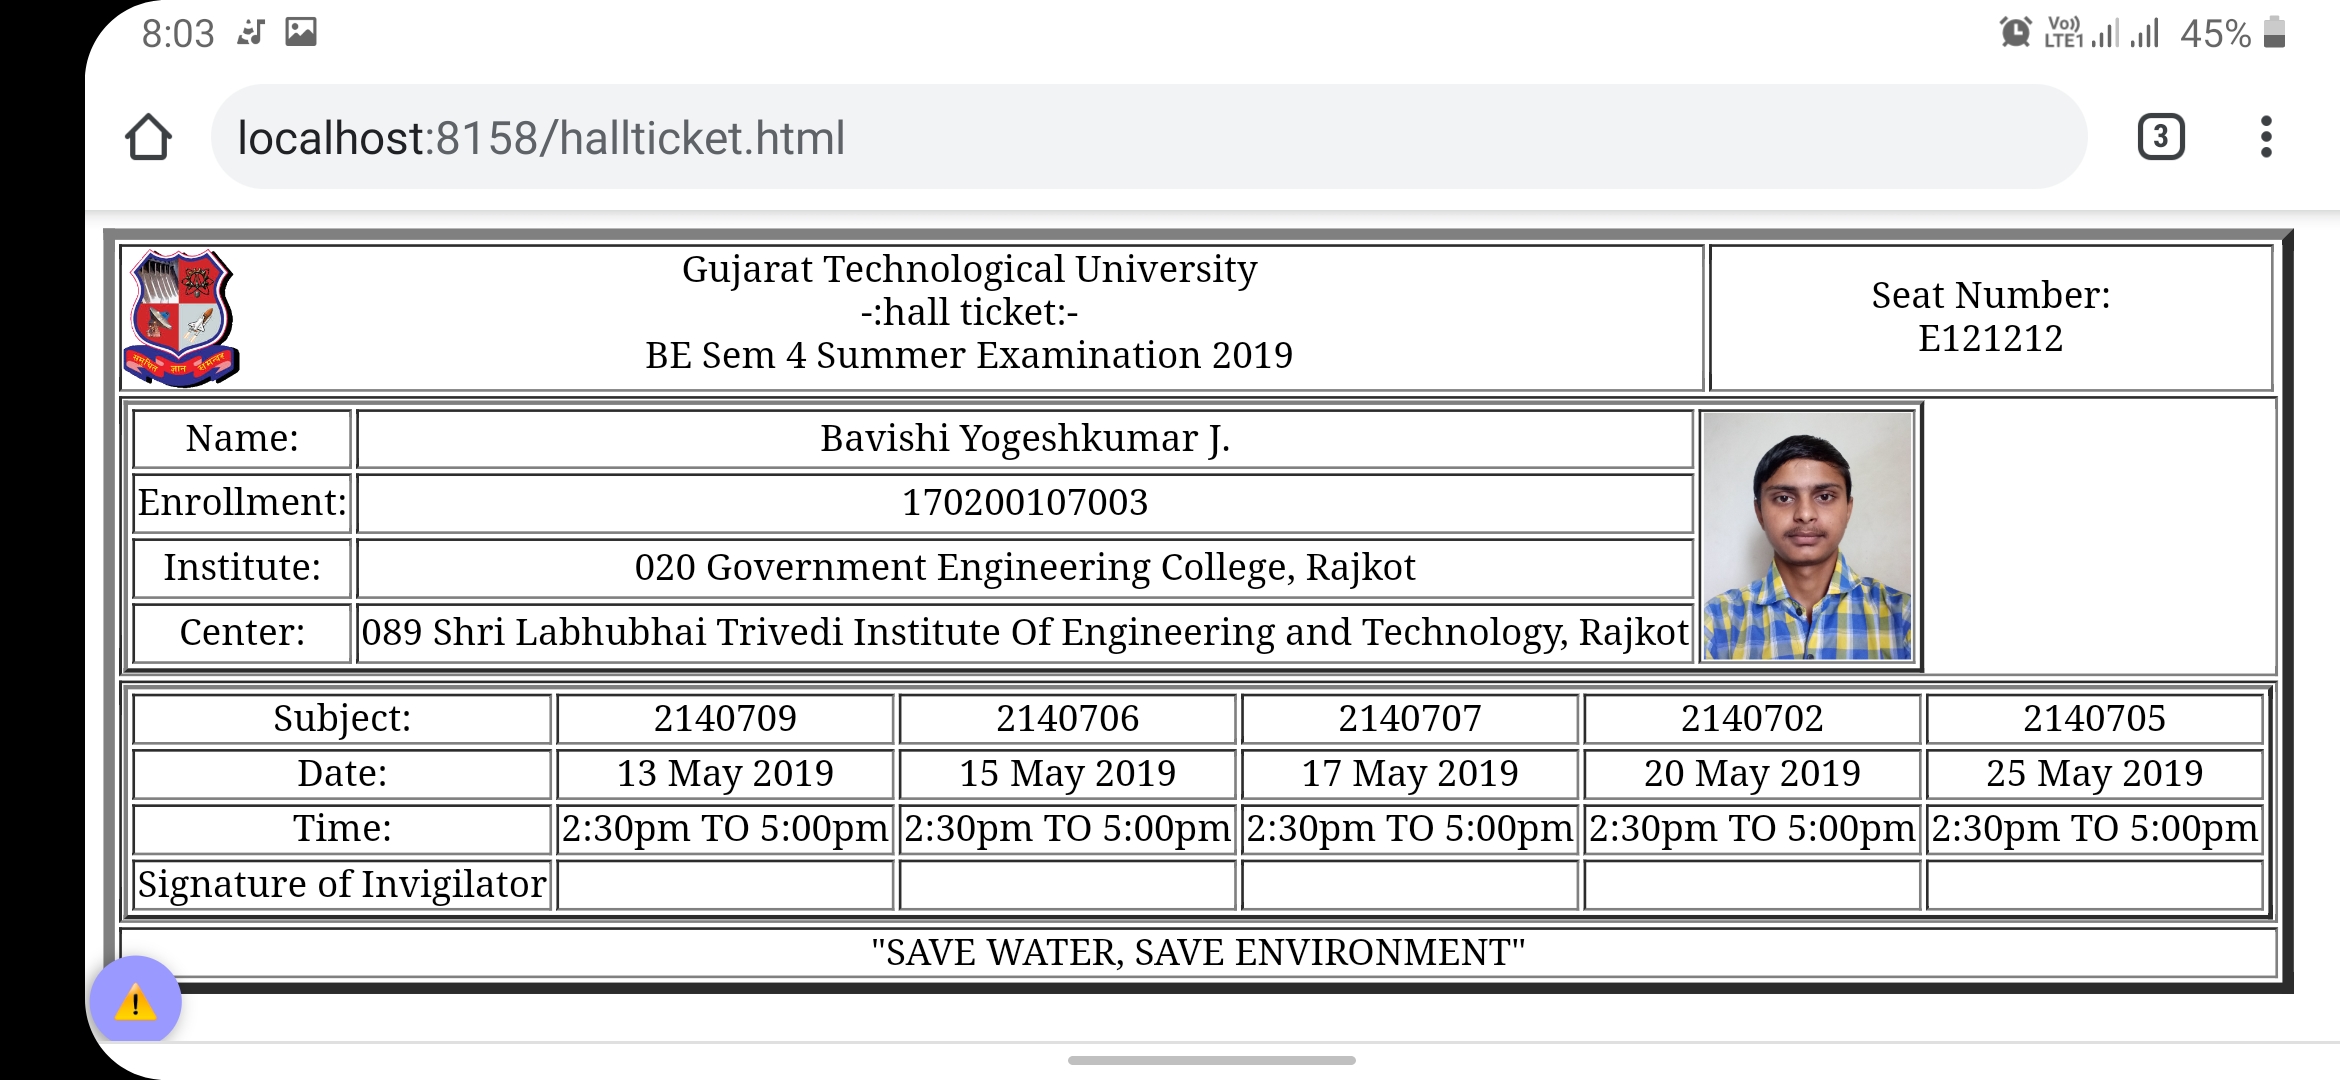 8:03
Vo)) LTE1 45%
localhost:8158/hallticket.html 3
Gujarat Technological University
-:hall ticket:-
BE Sem 4 Summer Examination 2019
Seat Number:
E121212
ज्ञान
Name: Bavishi Yogeshkumar J.
Enrollment: 170200107003
Institute: 020 Government Engineering College, Rajkot
Center: 089 Shri Labhubhai Trivedi Institute Of Engineering and Technology, Rajkot
Subject: 2140709 2140706 2140707 2140702 2140705
Date: 13 May 2019 15 May 2019 17 May 2019 20 May 2019 25 May 2019
Time: 2:30pm TO 5:00pm 2:30pm TO 5:00pm 2:30pm TO 5:00pm 2:30pm TO 5:00pm 2:30pm TO 5:00pm
Signature of Invigilator
"SAVE WATER, SAVE ENVIRONMENT"